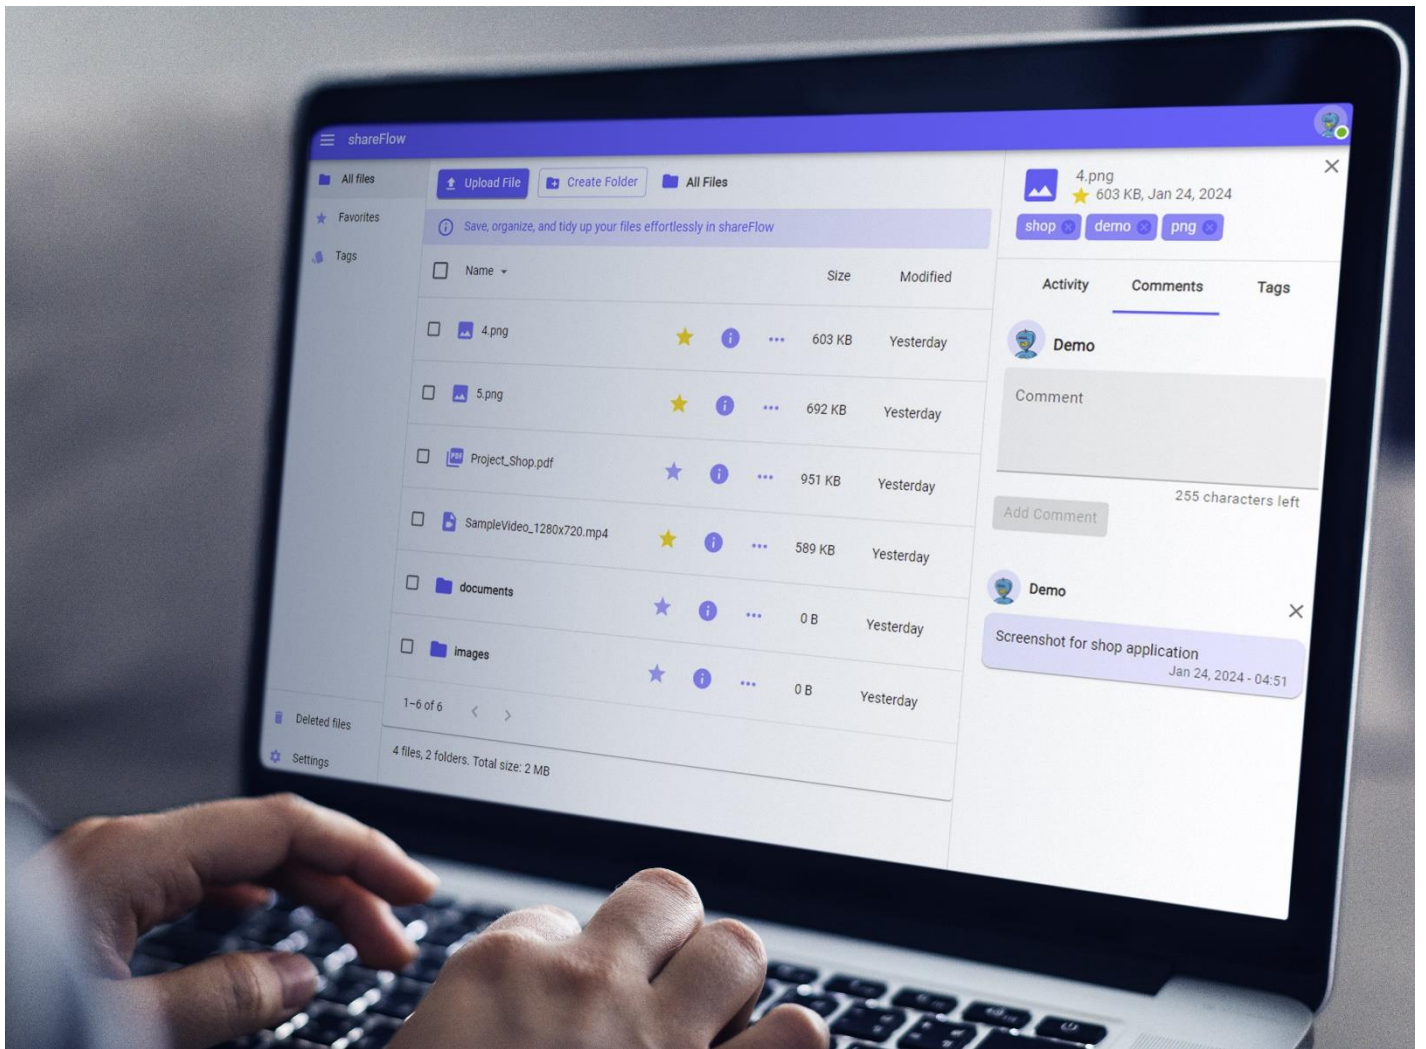 shareFlow
All files
Favorites
Tags
Deleted files
Settings
Upload File
Create Folder
All Files
Save, organize, and tidy up your files effortlessly in shareFlow
Name Size Modified
4.png 603 KB Yesterday
5.png 692 KB Yesterday
PDF Project_Shop.pdf 951 KB Yesterday
SampleVideo_1280x720.mp4 589 KB Yesterday
documents 0 B Yesterday
images 0 B Yesterday
1–6 of 6
4 files, 2 folders. Total size: 2 MB
4.png
603 KB, Jan 24, 2024
shop demo png
Activity Comments Tags
Demo
Comment
255 characters left
Add Comment
Demo
Screenshot for shop application
Jan 24, 2024 - 04:51